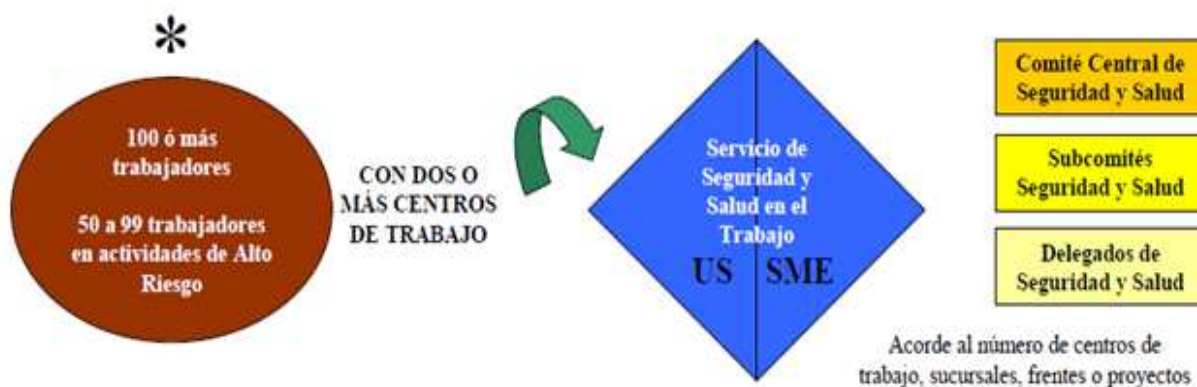 *
100 ó más
trabajadores
50 a 99 trabajadores
en actividades de Alto
Riesgo
CON DOS O
MÁS CENTROS
DE TRABAJO
Servicio de
Seguridad y
Salud en el
Trabajo
US SME
Comité Central de
Seguridad y Salud
Subcomités
Seguridad y Salud
Delegados de
Seguridad y Salud
Acorde al número de centros de
trabajo, sucursales, frentes o proyectos